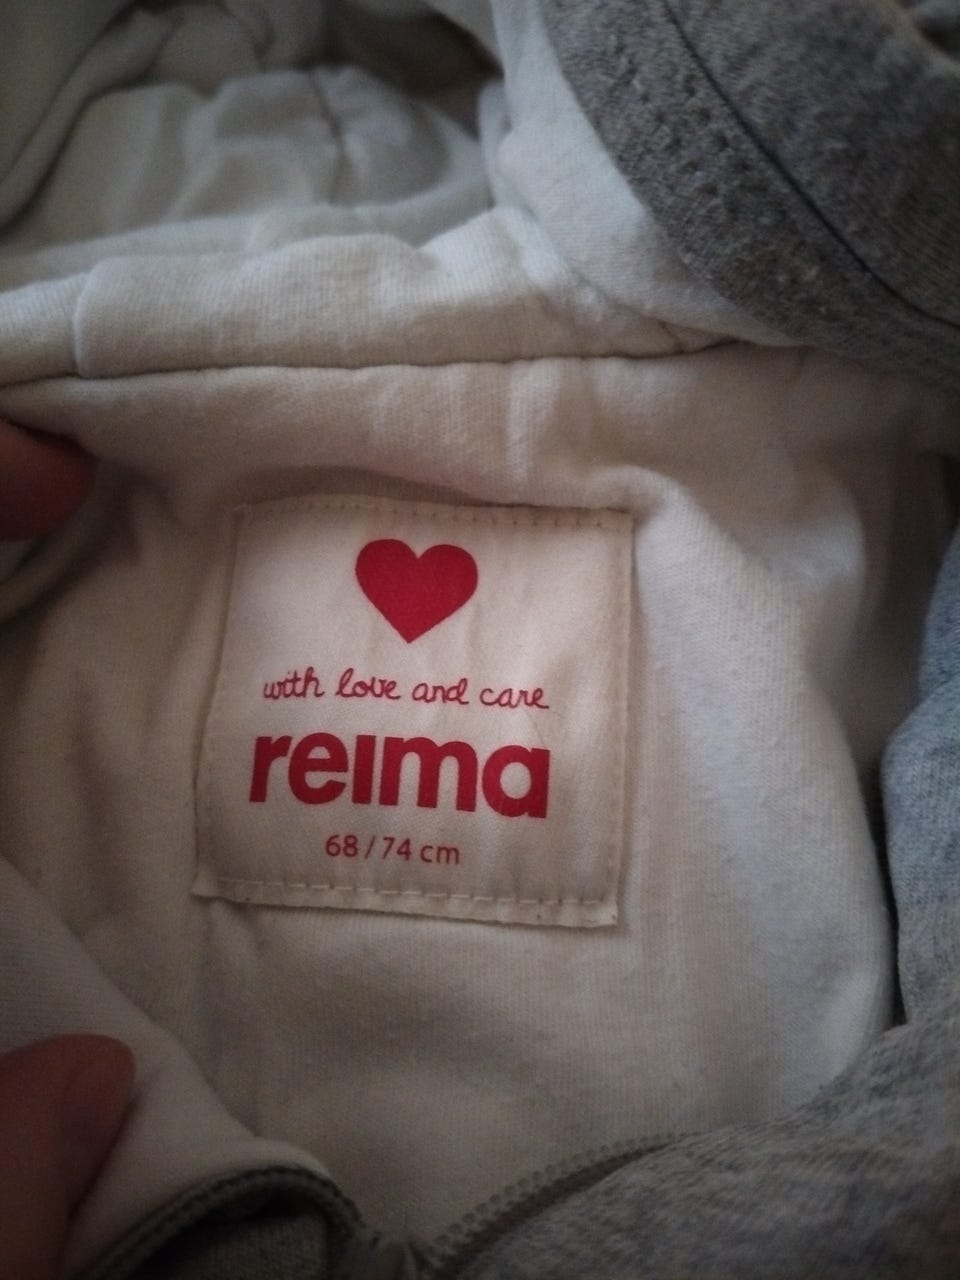 with love and care
reima
68/74 cm